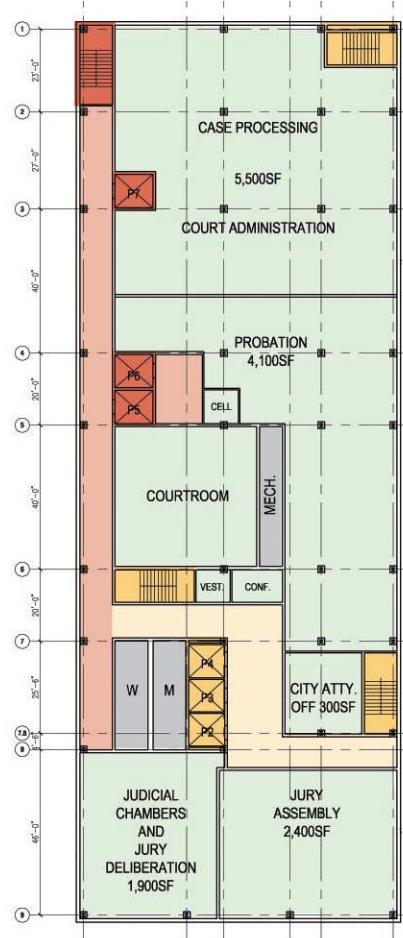 1
23'-0"
2
CASE PROCESSING
27'-0"
5,500SF
P7
3
COURT ADMINISTRATION
40'-0"
PROBATION
4,100SF
4
P6
20'-0"
CELL
P5
5
COURTROOM
MECH.
40'-0"
6
VEST.
CONF.
20'-0"
7
P4
W
M
25'-6"
P3
CITY ATTY.
OFF 300SF
P2
7.8
8
JUDICIAL
CHAMBERS
AND
JURY
DELIBERATION
1,900SF
JURY
ASSEMBLY
2,400SF
46'-0"
9